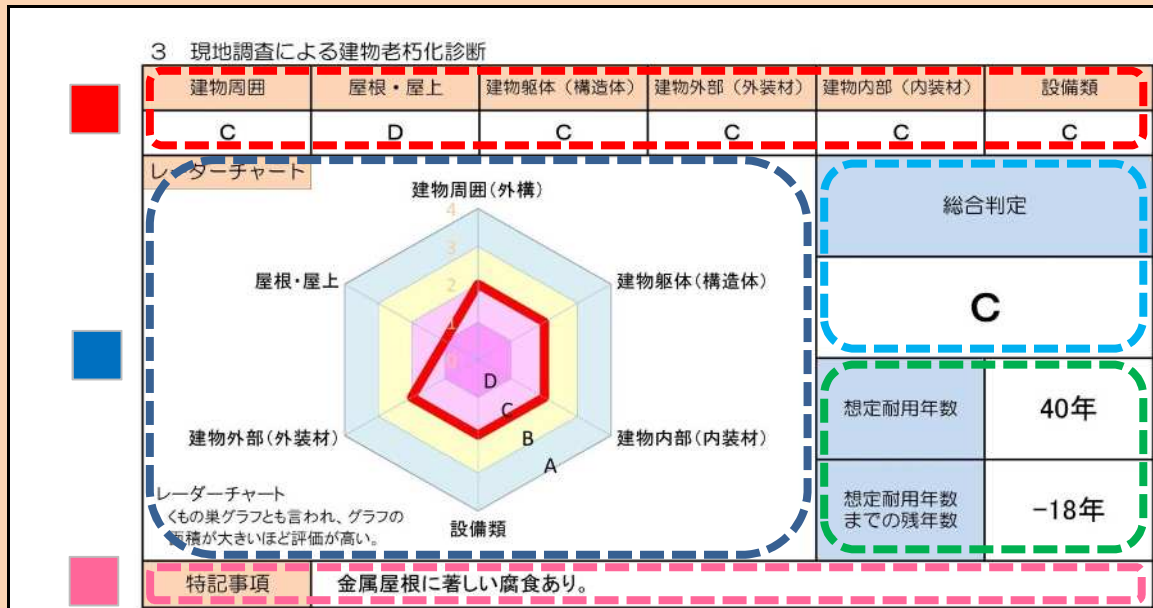 3 現地調査による建物老朽化診断
建物周囲 屋根・屋上 建物躯体（構造体） 建物外部（外装材） 建物内部（内装材） 設備類
C D C C C C
レーダーチャート
建物周囲(外構)
4
3
2
1
0
屋根・屋上
建物躯体(構造体)
建物外部(外装材)
建物内部(内装材)
設備類
D
C
B
A
レーダーチャート
くもの巣グラフとも言われ、グラフの
面積が大きいほど評価が高い。
総合判定
C
想定耐用年数 40年
想定耐用年数
までの残年数 -18年
特記事項 金属屋根に著しい腐食あり。